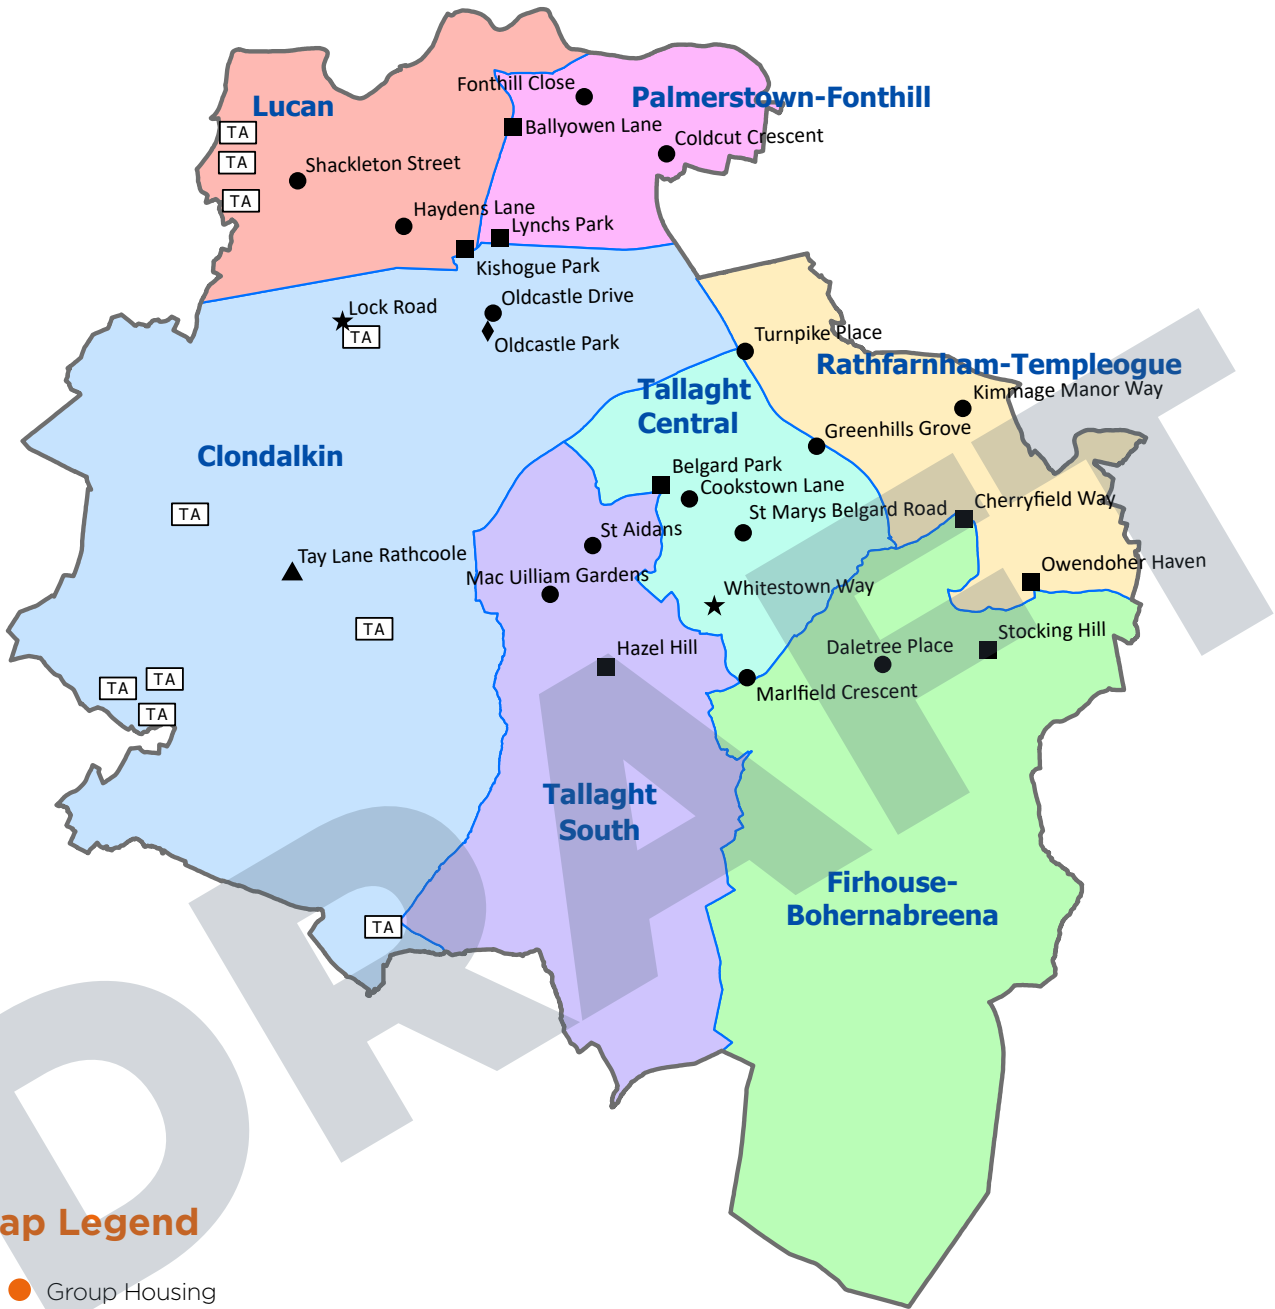 Fonthill Close
Palmerstown-Fonthill
Lucan
TA
Ballyowen Lane
Coldcut Crescent
TA
Shackleton Street
TA
Haydens Lane
Lynchs Park
Kishogue Park
Oldcastle Drive
Lock Road
TA
Oldcastle Park
Turnpike Place
Rathfarnham-Templeogue
Tallaght
Central
Kimmage Manor Way
Greenhills Grove
Clondalkin
Belgard Park
Cookstown Lane
Cherryfield Way
TA
St Marys Belgard Road
St Aidans
Tay Lane Rathcoole
Owendoher Haven
Mac Uilliam Gardens
Whitestown Way
TA
Stocking Hill
Hazel Hill
Daletree Place
TA
TA
Marlfield Crescent
TA
Tallaght
South
Firhouse-
Bohernabreena
TA
DRAFT
ap Legend
Group Housing